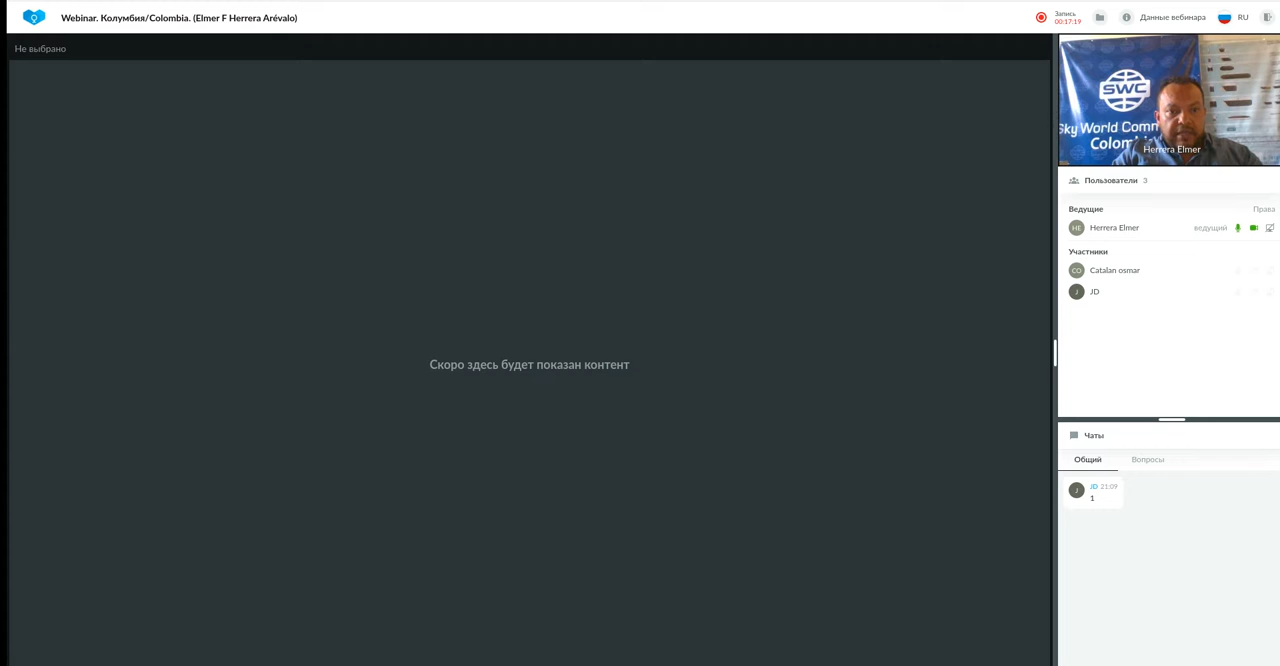 Webinar. Колумбия/Colombia. (Elmer F Herrera Arévalo)
Запись
00:17:19
Данные вебинара
RU
Не выбрано
Скоро здесь будет показан контент
SWC
Sky World Comm
Colom
Herrera Elmer
Пользователи 3
Ведущие
Права
HE
Herrera Elmer
ведущий
Участники
CO
Catalan osmar
J
JD
Чаты
Общий
Вопросы
J
JD 21:09
1